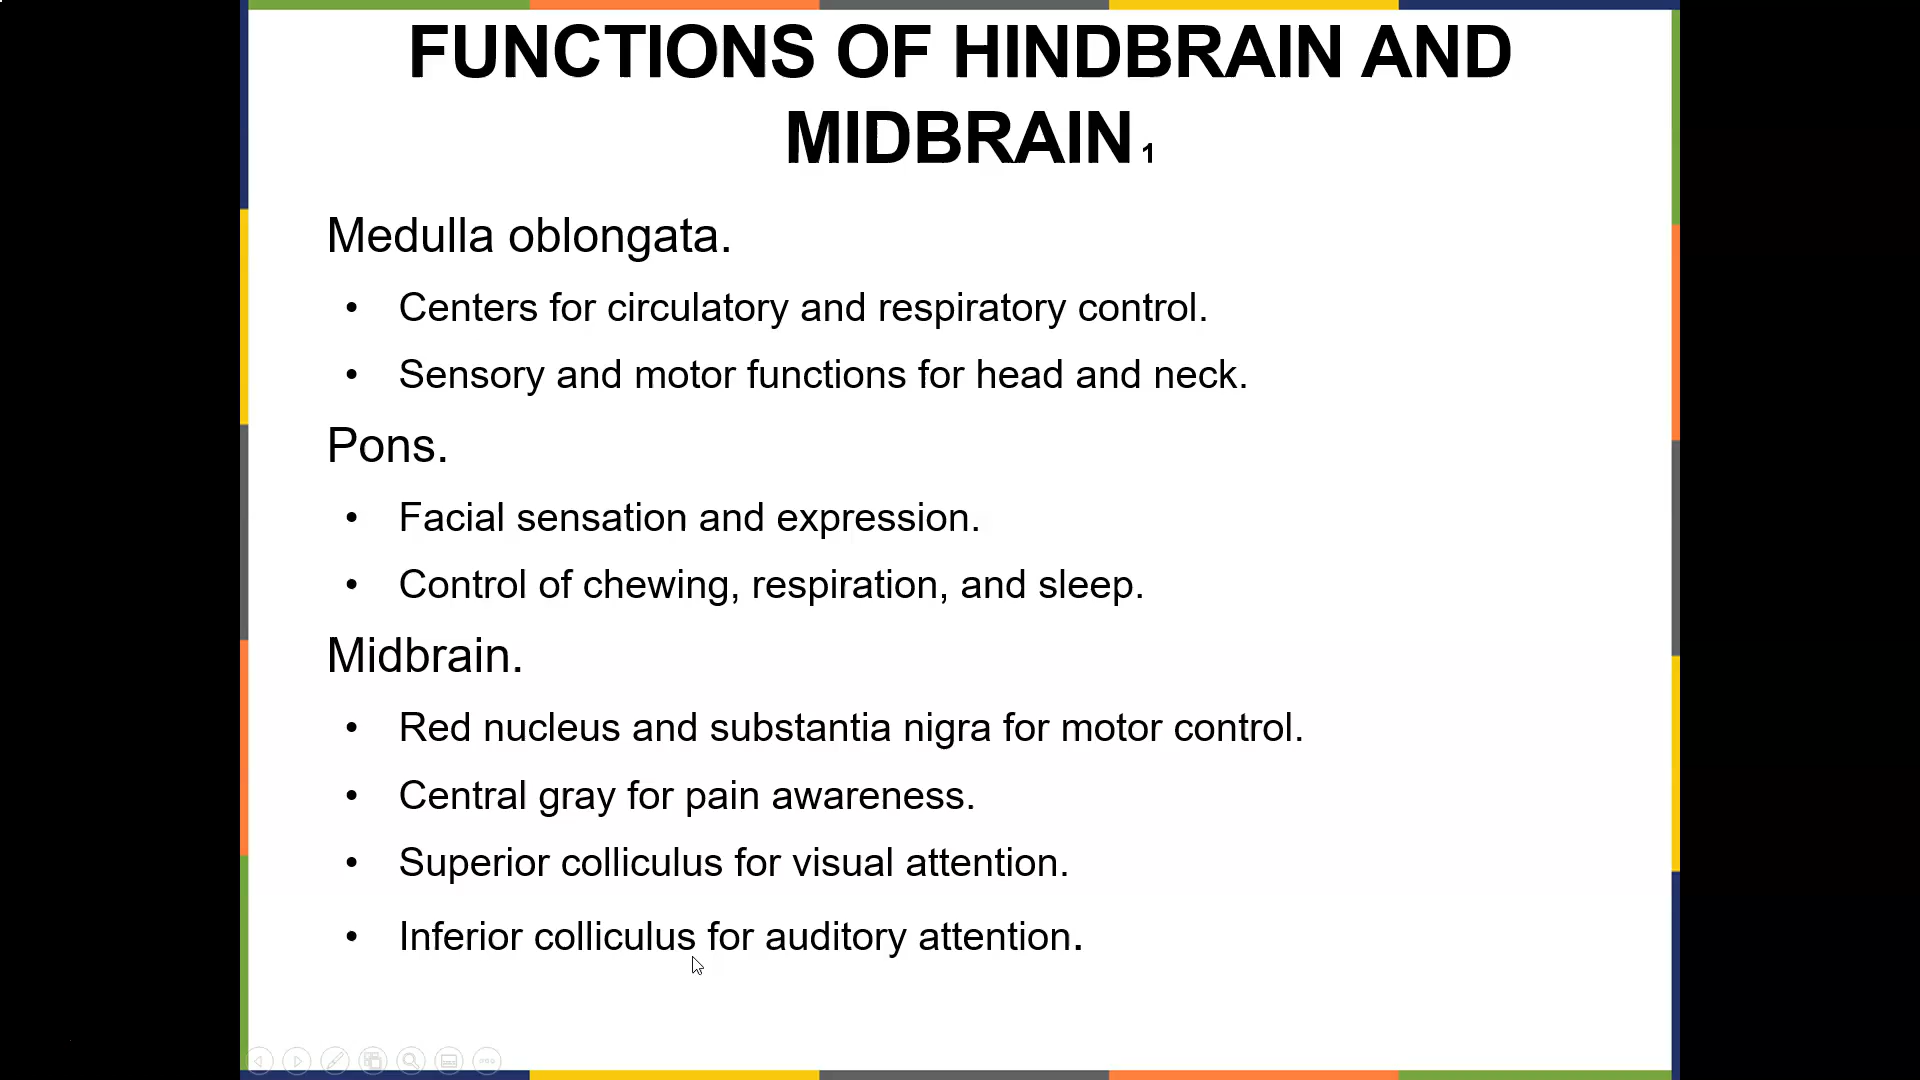 FUNCTIONS OF HINDBRAIN AND
MIDBRAIN 1
Medulla oblongata.
• Centers for circulatory and respiratory control.
• Sensory and motor functions for head and neck.
Pons.
• Facial sensation and expression.
• Control of chewing, respiration, and sleep.
Midbrain.
• Red nucleus and substantia nigra for motor control.
• Central gray for pain awareness.
• Superior colliculus for visual attention.
• Inferior colliculus for auditory attention.